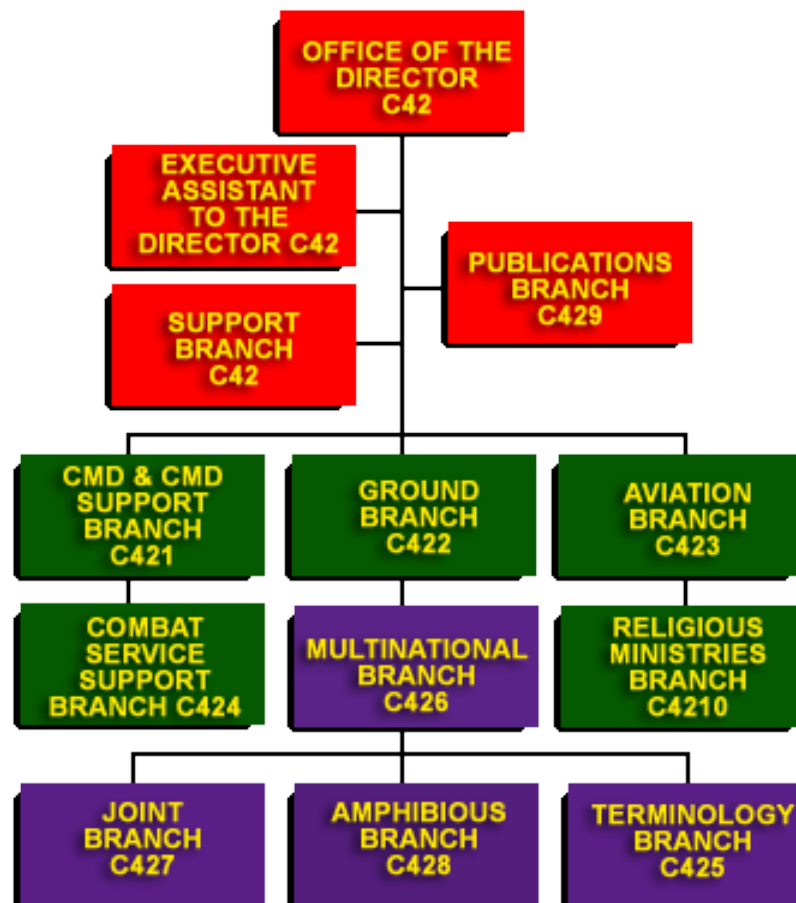 OFFICE OF THE
DIRECTOR
C42
EXECUTIVE
ASSISTANT
TO THE
DIRECTOR C42
PUBLICATIONS
BRANCH
C429
SUPPORT
BRANCH
C42
CMD & CMD
SUPPORT
BRANCH
C421
GROUND
BRANCH
C422
AVIATION
BRANCH
C423
COMBAT
SERVICE
SUPPORT
BRANCH C424
MULTINATIONAL
BRANCH
C426
RELIGIOUS
MINISTRIES
BRANCH
C4210
JOINT
BRANCH
C427
AMPHIBIOUS
BRANCH
C428
TERMINOLOGY
BRANCH
C425